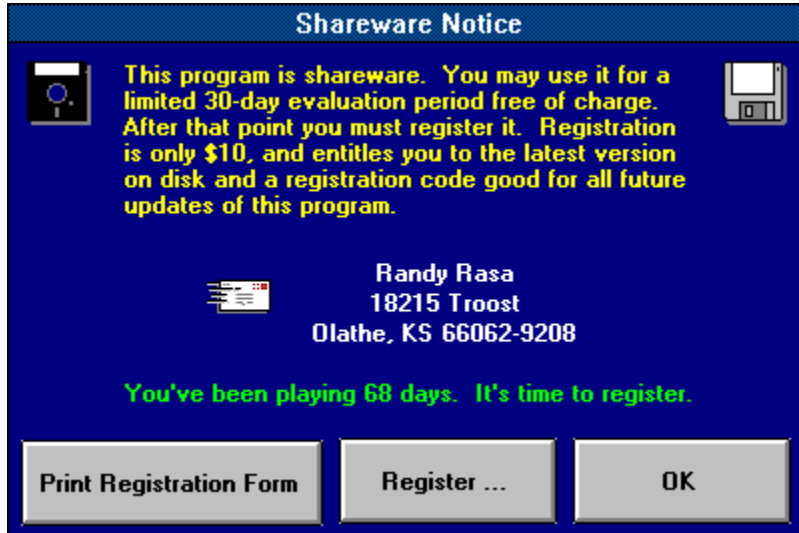 Shareware Notice
This program is shareware. You may use it for a
limited 30-day evaluation period free of charge.
After that point you must register it. Registration
is only $10, and entitles you to the latest version
on disk and a registration code good for all future
updates of this program.
Randy Rasa
18215 Troost
Olathe, KS 66062-9208
You've been playing 68 days. It's time to register.
Print Registration Form
Register ...
OK